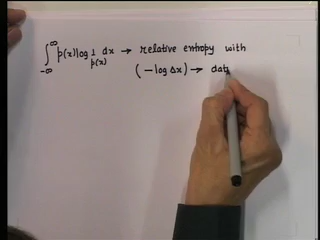 ∫_{-∞}^{∞} p(x) log 1/p(x) dx → relative entropy with
(− log Δx) → dat